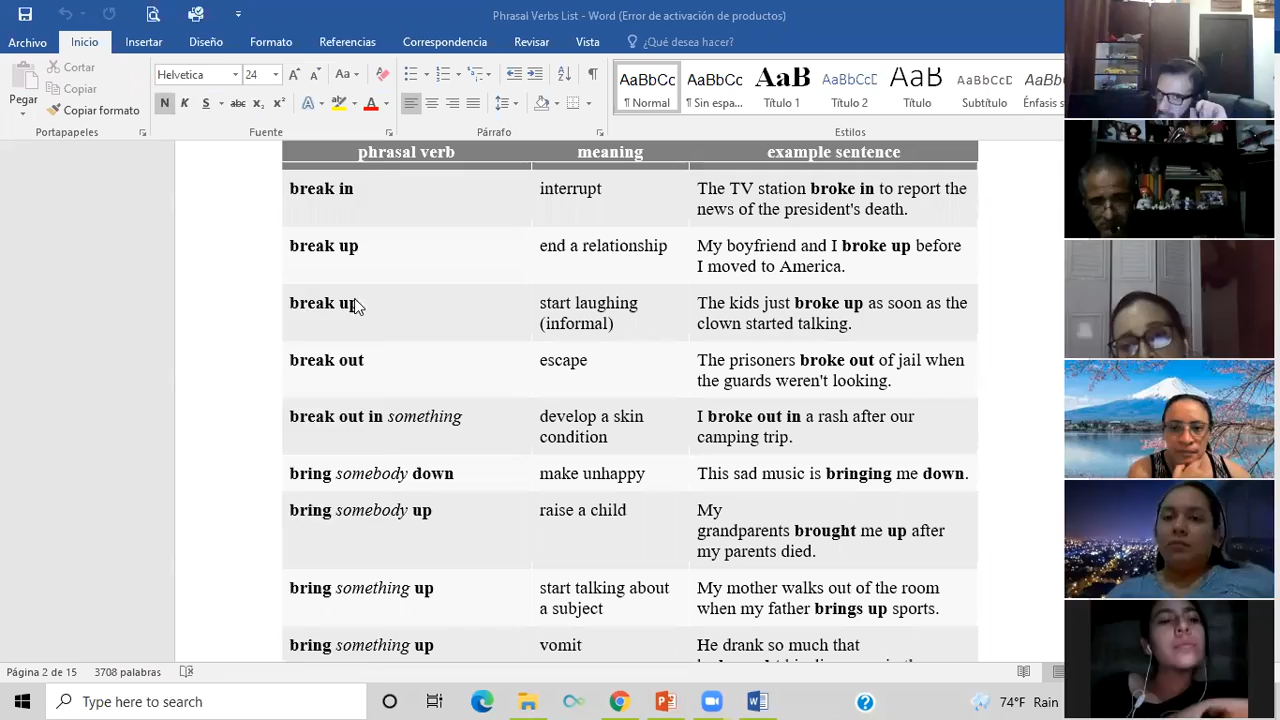 Phrasal Verbs List - Word (Error de activación de productos)
Archivo Inicio Insertar Diseño Formato Referencias Correspondencia Revisar Vista ¿Qué desea hacer?
Cortar
Copiar
Pegar
Copiar formato
Portapapeles
Helvetica 24
Fuente
Párrafo
AaBbCc AaBbCc AaB AaBbCc AaBbC AaBbCcD
¶ Normal ¶ Sin espa... Título 1 Título 2 Título Subtítulo Énfasis s
Estilos
phrasal verb meaning example sentence
break in interrupt The TV station broke in to report the
news of the president's death.
break up end a relationship My boyfriend and I broke up before
I moved to America.
break up start laughing The kids just broke up as soon as the
(informal) clown started talking.
break out escape The prisoners broke out of jail when
the guards weren't looking.
break out in something develop a skin I broke out in a rash after our
condition camping trip.
bring somebody down make unhappy This sad music is bringing me down.
bring somebody up raise a child My
grandparents brought me up after
my parents died.
bring something up start talking about My mother walks out of the room
a subject when my father brings up sports.
bring something up vomit He drank so much that
Página 2 de 15 3708 palabras
Type here to search
74°F Rain